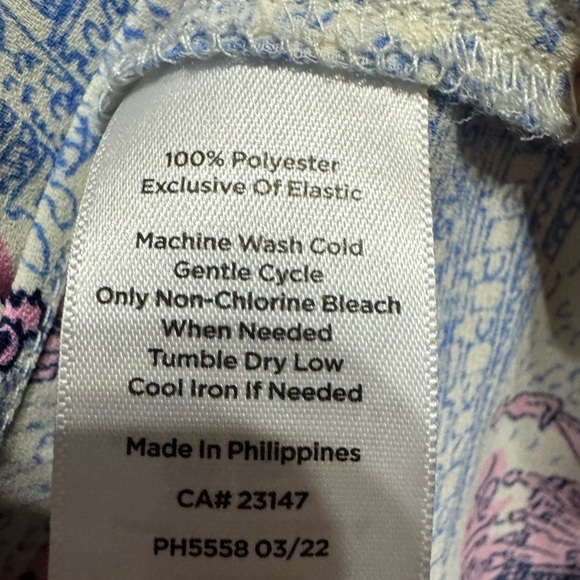 100% Polyester
Exclusive Of Elastic
Machine Wash Cold
Gentle Cycle
Only Non-Chlorine Bleach
When Needed
Tumble Dry Low
Cool Iron If Needed
Made In Philippines
CA# 23147
PH5558 03/22